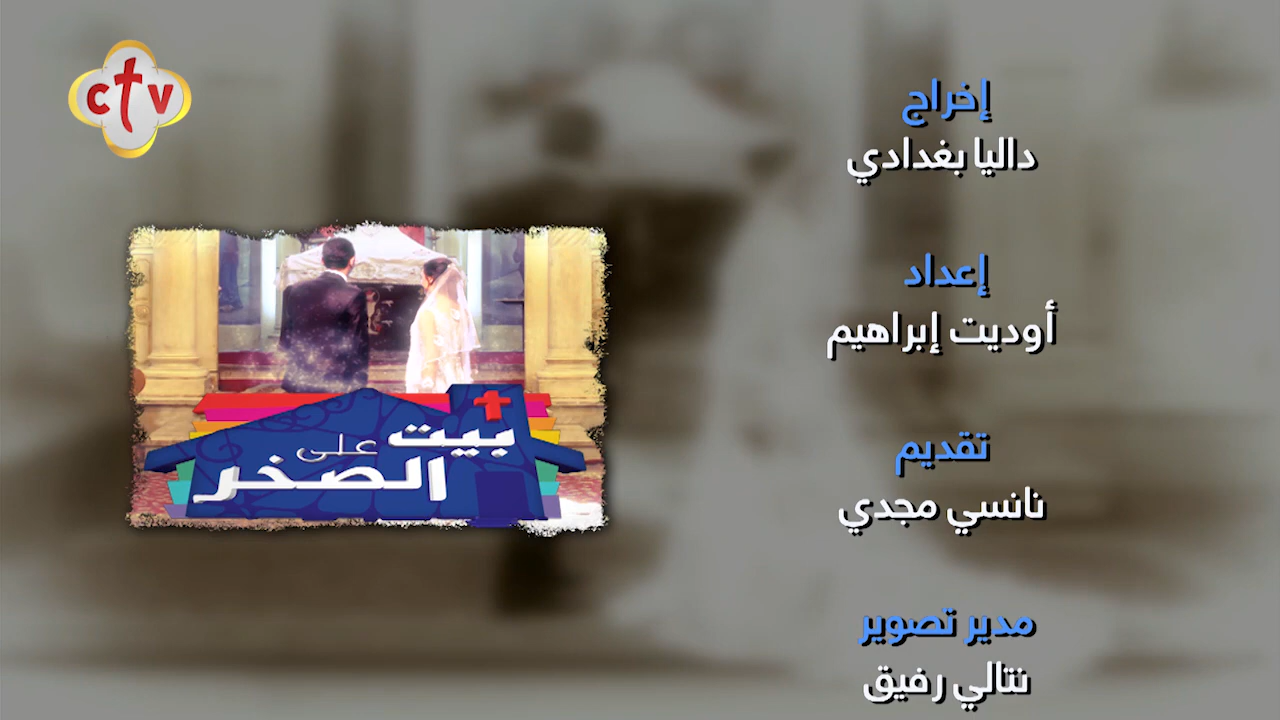 ctv
إخراج
داليا بغدادي
إعداد
أوديت إبراهيم
تقديم
نانسي مجدي
مدير تصوير
نتالي رفيق
بيت على
الصخر